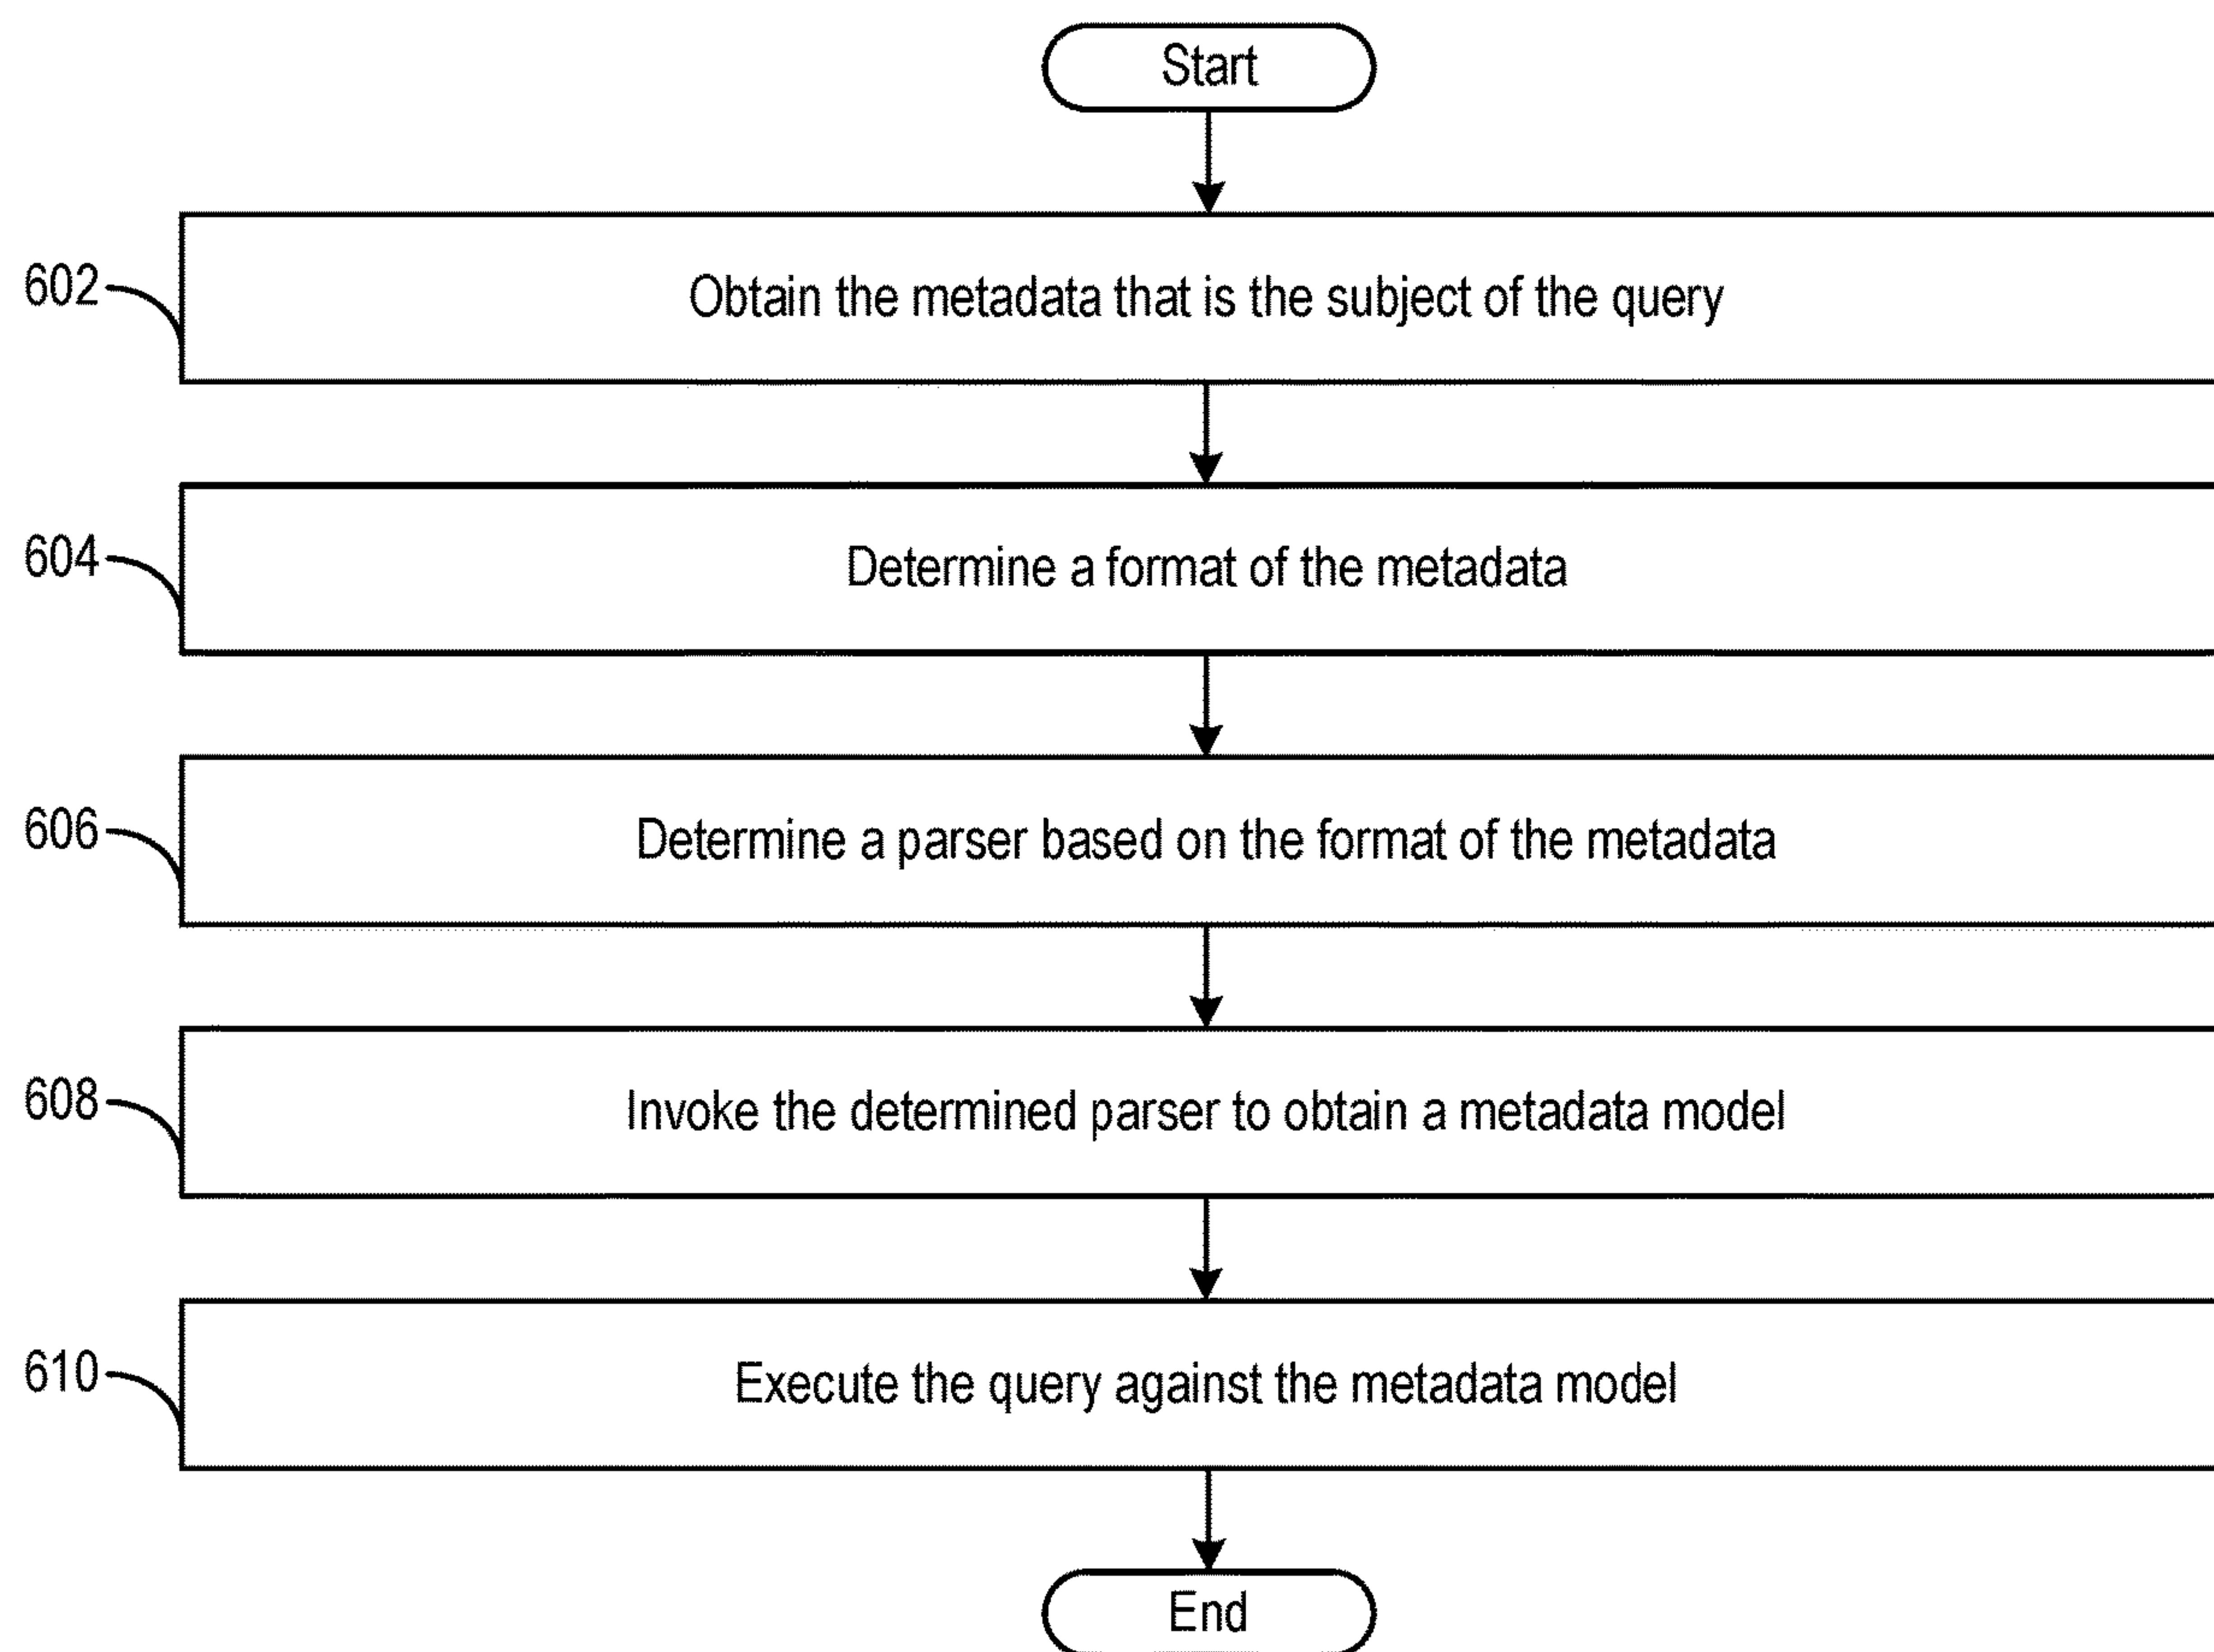 Start
602
Obtain the metadata that is the subject of the query
604
Determine a format of the metadata
606
Determine a parser based on the format of the metadata
608
Invoke the determined parser to obtain a metadata model
610
Execute the query against the metadata model
End